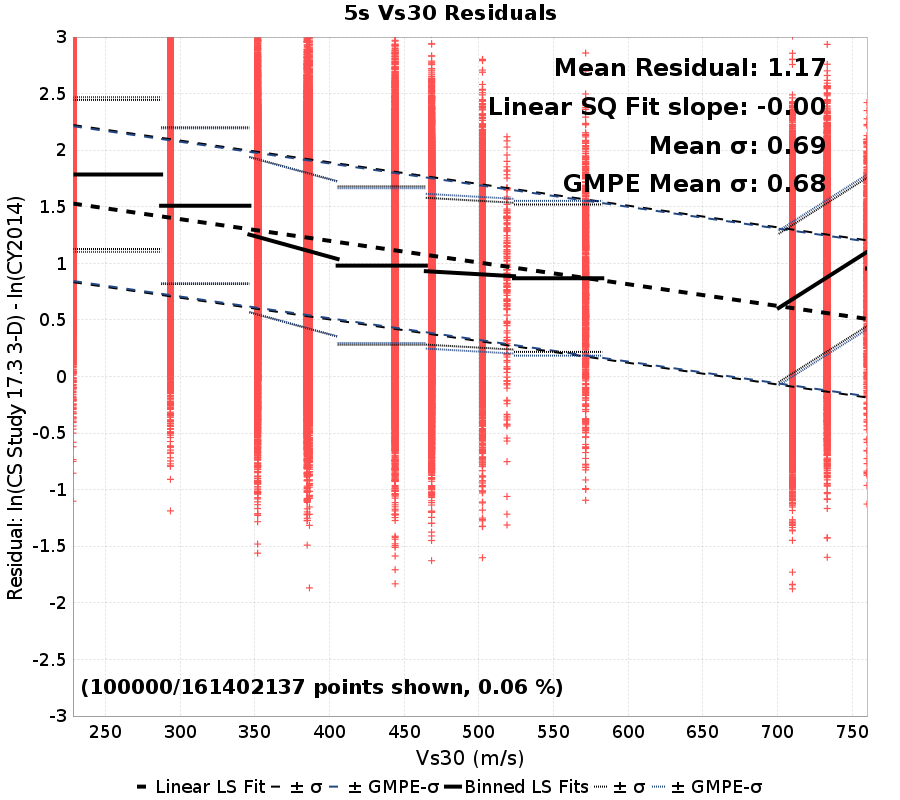 5s Vs30 Residuals
Mean Residual: 1.17
Linear SQ Fit slope: -0.00
Mean σ: 0.69
GMPE Mean σ: 0.68
Residual: ln(CS Study 17.3 3-D) - ln(CY2014)
3
2.5
2
1.5
1
0.5
0
-0.5
-1
-1.5
-2
-2.5
-3
(100000/161402137 points shown, 0.06 %)
250 300 350 400 450 500 550 600 650 700 750
Vs30 (m/s)
Linear LS Fit ± σ ± GMPE-σ Binned LS Fits ± σ ± GMPE-σ